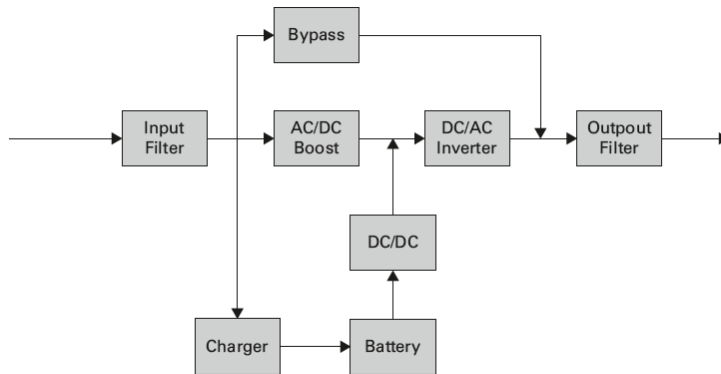 Bypass
Input
Filter
AC/DC
Boost
DC/AC
Inverter
Outpout
Filter
DC/DC
Charger
Battery